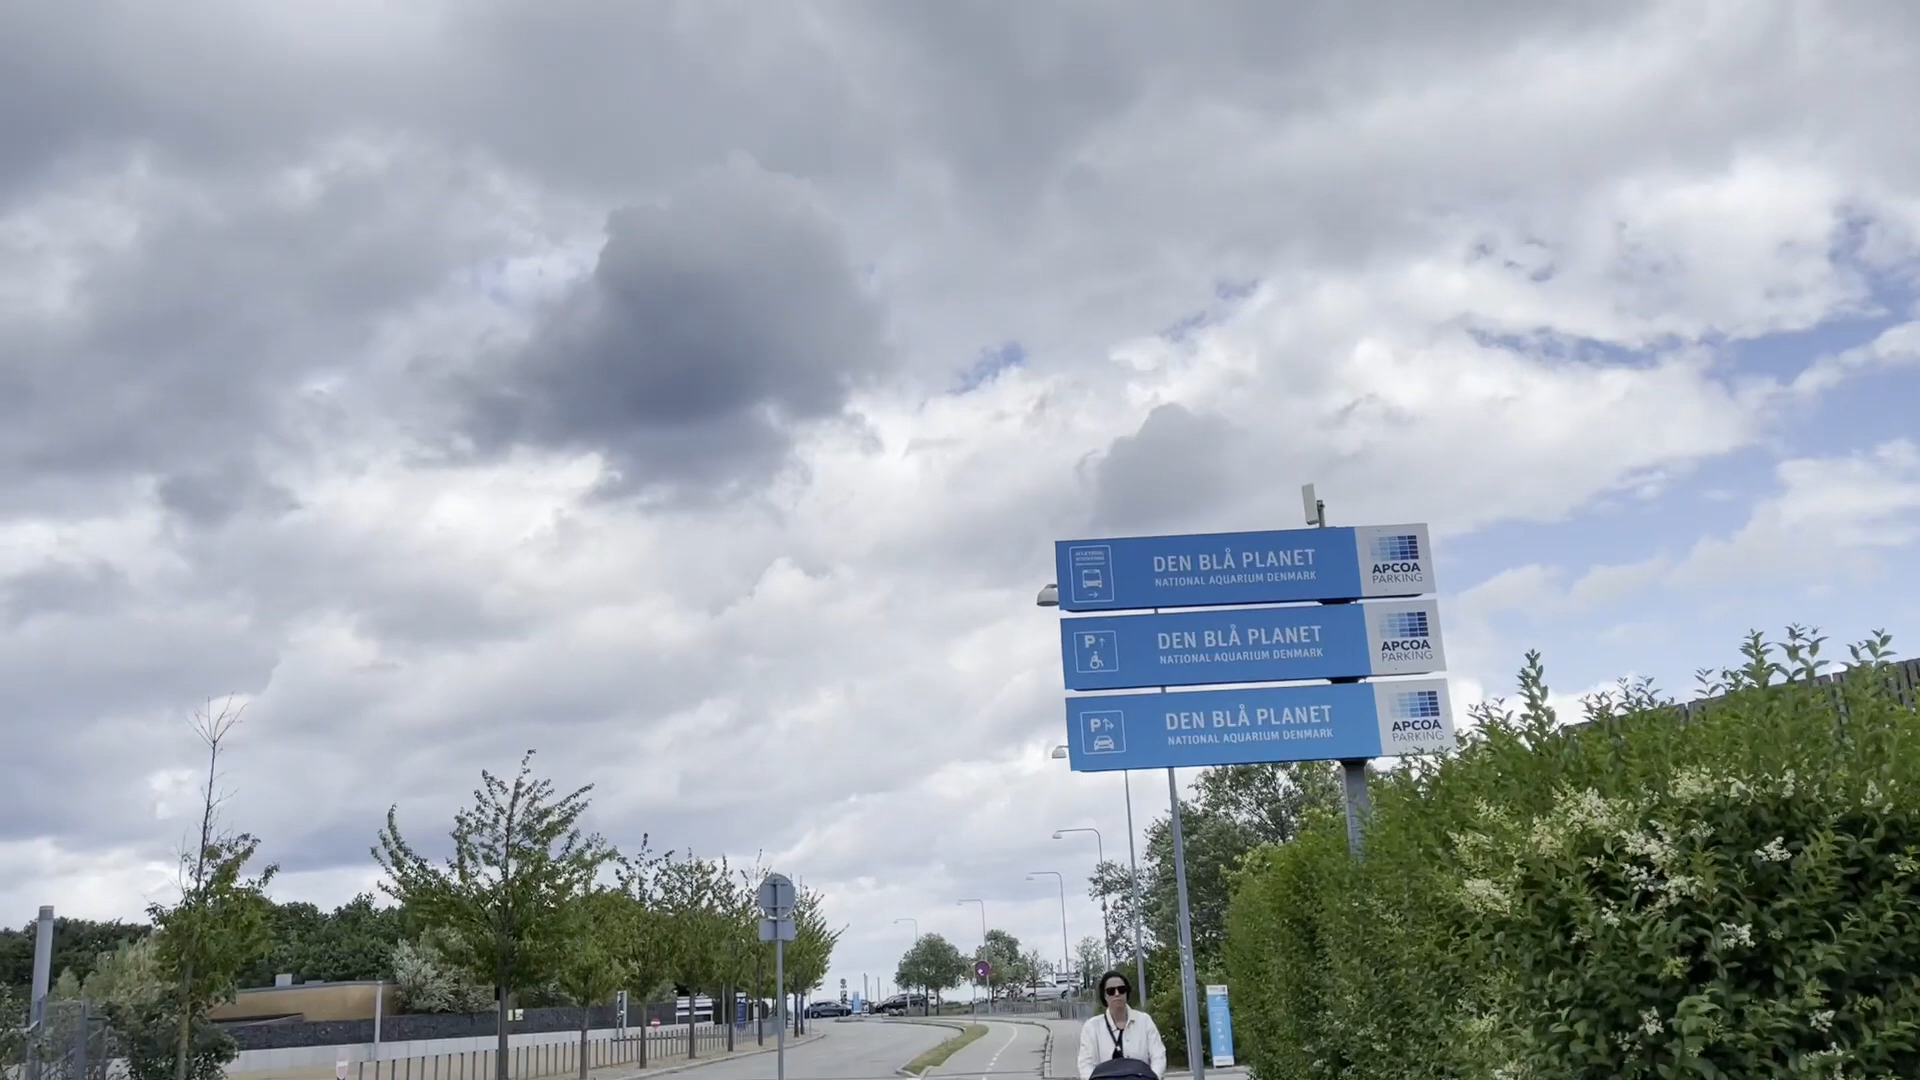 DEN BLÅ PLANET
NATIONAL AQUARIUM DENMARK
APCOA
PARKING
P
DEN BLÅ PLANET
NATIONAL AQUARIUM DENMARK
APCOA
PARKING
P
DEN BLÅ PLANET
NATIONAL AQUARIUM DENMARK
APCOA
PARKING